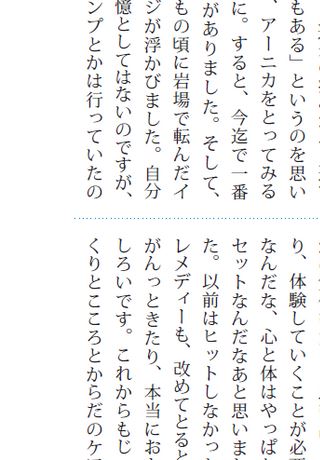 もある」というのを思い
、アーニカをとってみる
に。すると、今迄で一番
がありました。そして、
もの頃に岩場で転んだイ
ジが浮かびました。自分
憶としてはないのですが、
ンプとかは行っていたの
り、体験していくことが必要
なんだな、心と体はやっぱり
セットなんだなあと思いまし
た。以前はヒットしなかった
レメディーも、改めてとると
がんっときたり、本当におも
しろいです。これからもじ
くりとこころとからだのケア